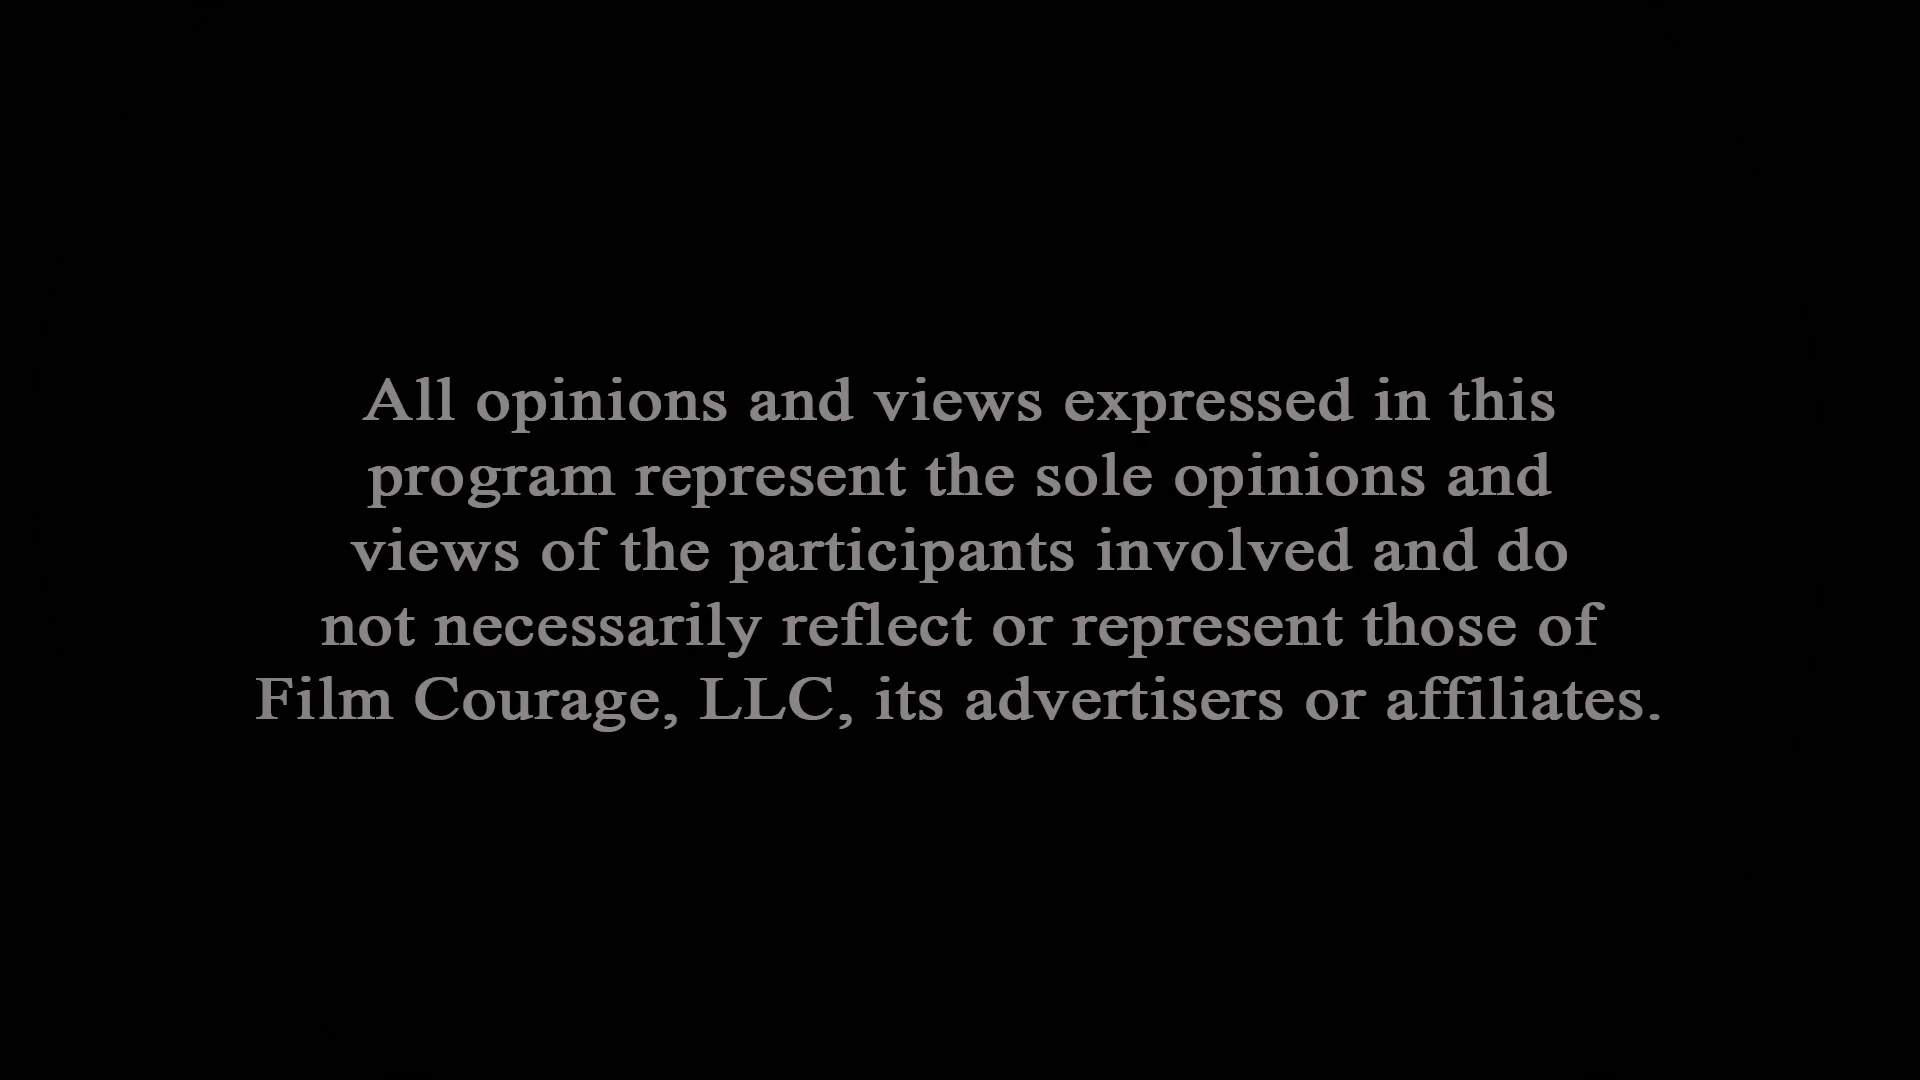 All opinions and views expressed in this
program represent the sole opinions and
views of the participants involved and do
not necessarily reflect or represent those of
Film Courage, LLC, its advertisers or affiliates.